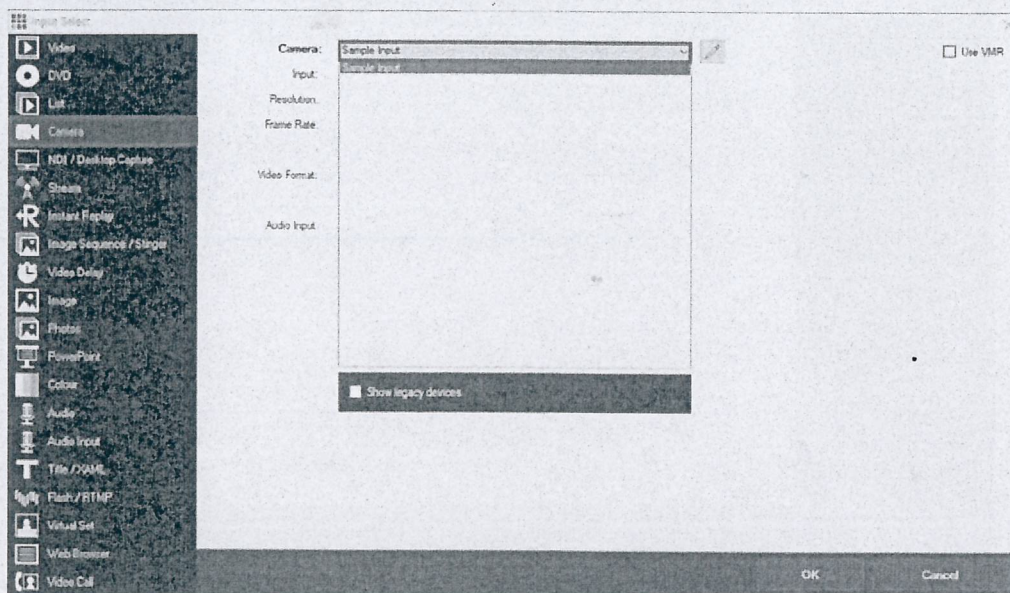 Input Select
Video
DVD
List
Camera
NDI / Desktop Capture
Stream
Instant Replay
Image Sequence / Stinger
Video Delay
Image
Photos
PowerPoint
Colour
Audio
Audio Input
Title / XAML
Flash / RTMP
Virtual Set
Web Browser
Video Call
Camera:
Sample Input
Use VMR
Sample Input
Input:
Resolution:
Frame Rate:
Video Format:
Audio Input
Show legacy devices
OK
Cancel